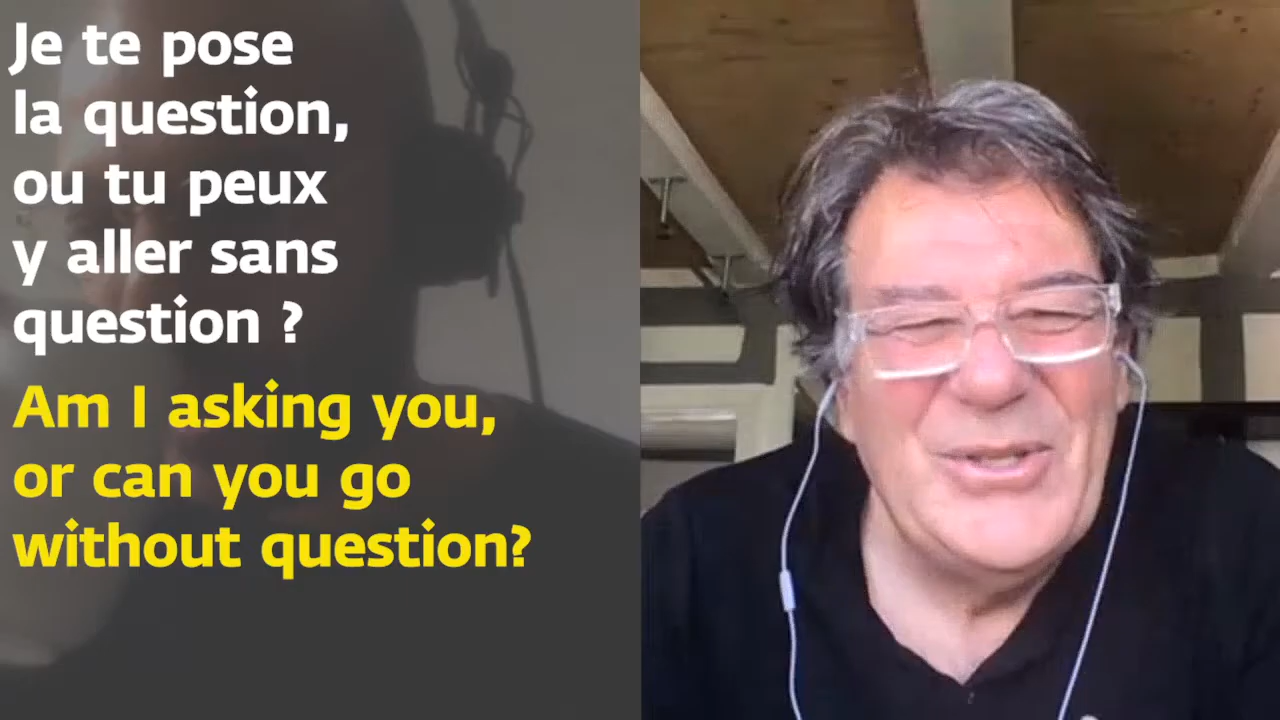 Je te pose
la question,
ou tu peux
y aller sans
question ?
Am I asking you,
or can you go
without question?